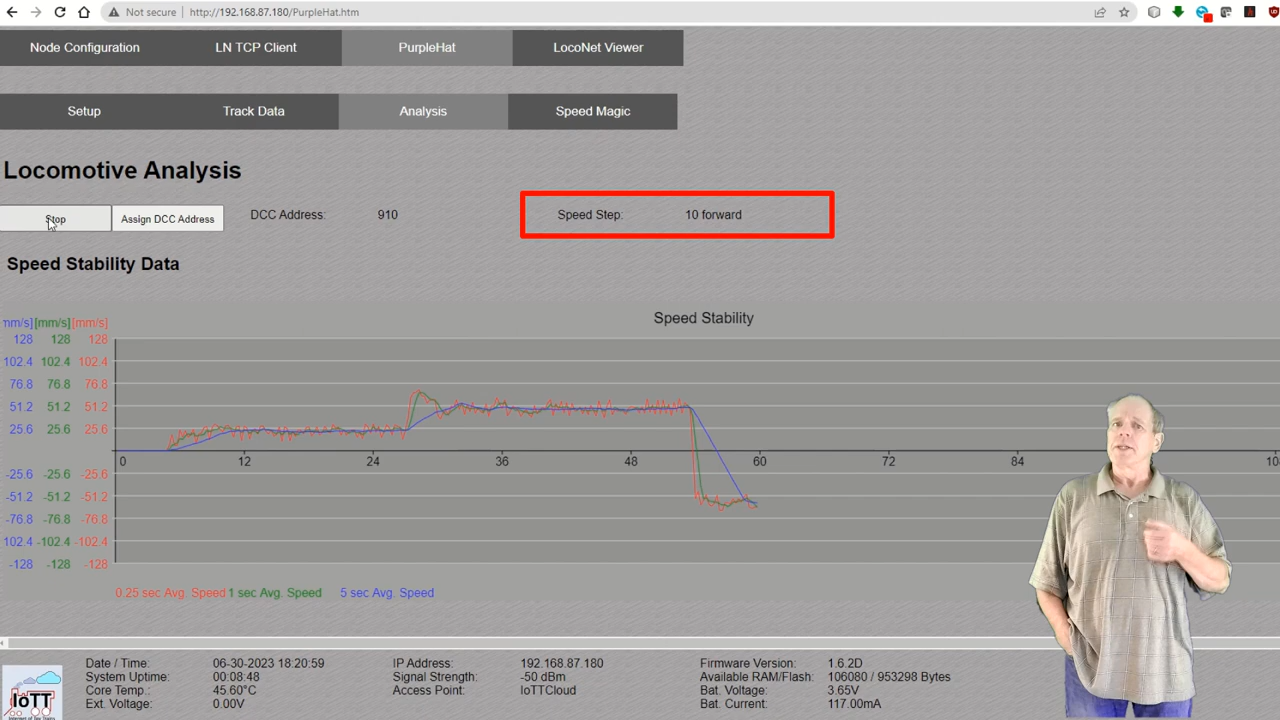 Not secure | http://192.168.87.180/PurpleHat.htm
Node Configuration LN TCP Client PurpleHat LocoNet Viewer
Setup Track Data Analysis Speed Magic
Locomotive Analysis
Stop Assign DCC Address DCC Address: 910 Speed Step: 10 forward
Speed Stability Data
Speed Stability
mm/s] [mm/s] [mm/s]
128 128 128
102.4 102.4 102.4
76.8 76.8 76.8
51.2 51.2 51.2
25.6 25.6 25.6
0 12 24 36 48 60 72 84 10
-25.6 -25.6 -25.6
-51.2 -51.2 -51.2
-76.8 -76.8 -76.8
-102.4 -102.4 -102.4
-128 -128 -128
0.25 sec Avg. Speed 1 sec Avg. Speed 5 sec Avg. Speed
Date / Time: 06-30-2023 18:20:59 IP Address: 192.168.87.180 Firmware Version: 1.6.2D
System Uptime: 00:08:48 Signal Strength: -50 dBm Available RAM/Flash: 106080 / 953298 Bytes
Core Temp.: 45.60°C Access Point: IoTTCloud Bat. Voltage: 3.65V
Ext. Voltage: 0.00V Bat. Current: 117.00mA
IoTT
Internet of Toy Trains